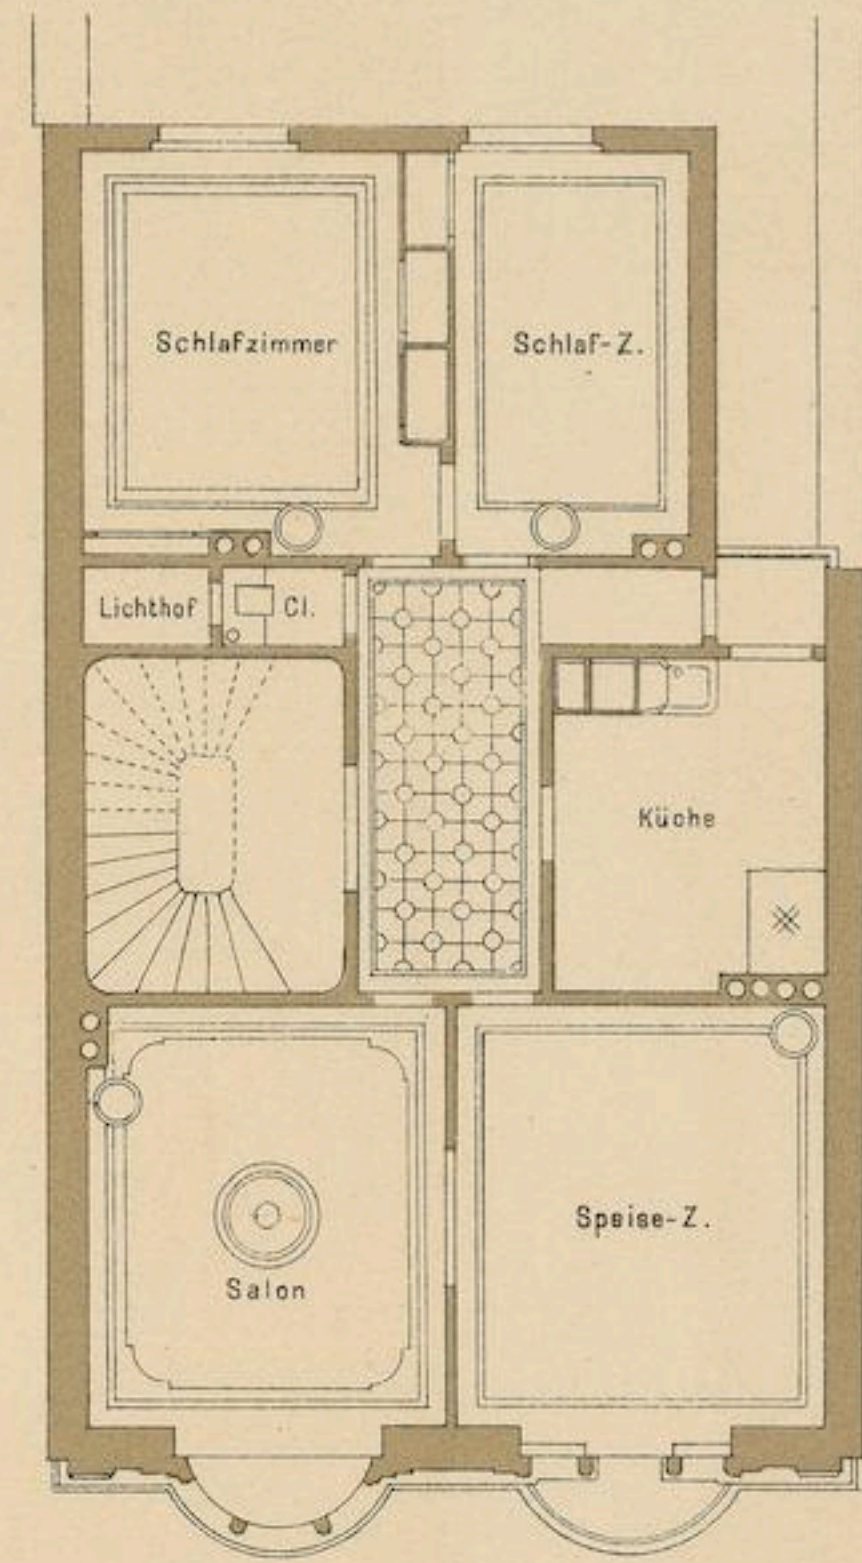 Schlafzimmer
Schlaf-Z.
Lichthof
Cl.
Küche
Speise-Z.
Salon